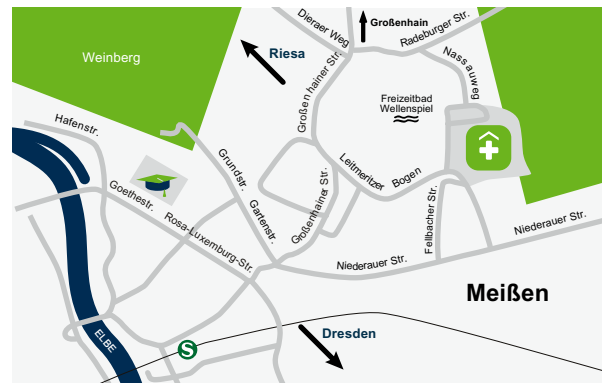 Großenhain
Dieraer Weg
Radeburger Str.
Riesa
Weinberg
Nassauweg
Großenhainer Str.
Freizeitbad
Wellenspiel
Hafenstr.
Grundstr.
Leitmeritzer
Bogen
Goethestr.
Gartenstr.
Großenhainer Str.
Fellbacher Str.
Rosa-Luxemburg-Str.
Niederauer Str.
Niederauer Str.
Meißen
ELBE
Dresden
S